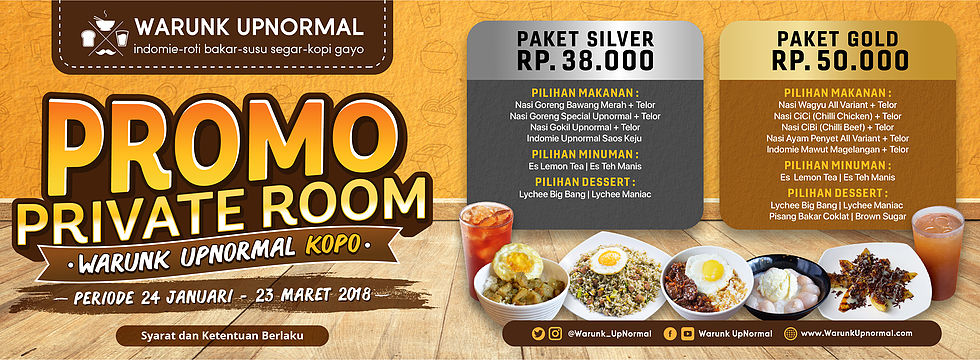 WARUNK UPNORMAL
indomie-roti bakar-susu segar-kopi gayo
PROMO
PRIVATE ROOM
·WARUNK UPNORMAL KOPO·
PERIODE 24 JANUARI - 23 MARET 2018
Syarat dan Ketentuan Berlaku
PAKET SILVER
RP. 38.000
PILIHAN MAKANAN :
Nasi Goreng Bawang Merah + Telor
Nasi Goreng Special Upnormal + Telor
Nasi Gokil Upnormal + Telor
Indomie Upnormal Saos Keju
PILIHAN MINUMAN :
Es Lemon Tea | Es Teh Manis
PILIHAN DESSERT :
Lychee Big Bang | Lychee Maniac
PAKET GOLD
RP. 50.000
PILIHAN MAKANAN :
Nasi Wagyu All Variant + Telor
Nasi CiCi (Chilli Chicken) + Telor
Nasi CiBi (Chilli Beef) + Telor
Nasi Ayam Penyet All Variant + Telor
Indomie Mawut Magelangan + Telor
PILIHAN MINUMAN :
Es Lemon Tea | Es Teh Manis
PILIHAN DESSERT :
Lychee Big Bang | Lychee Maniac
Pisang Bakar Coklat | Brown Sugar
@Warunk_UpNormal
Warunk UpNormal
www.WarunkUpnormal.com